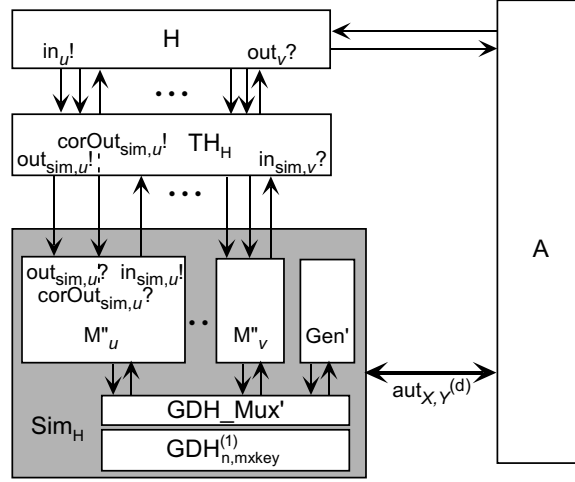 H
in_u! out_v?
...
corOut_sim,u! TH_H
out_sim,u! in_sim,v?
...
A
out_sim,u? in_sim,u!
corOut_sim,u?
M"_u .. M"_v Gen'
aut_X,Y^(d)
GDH_Mux'
Sim_H
GDH^(1)_n,mxkey